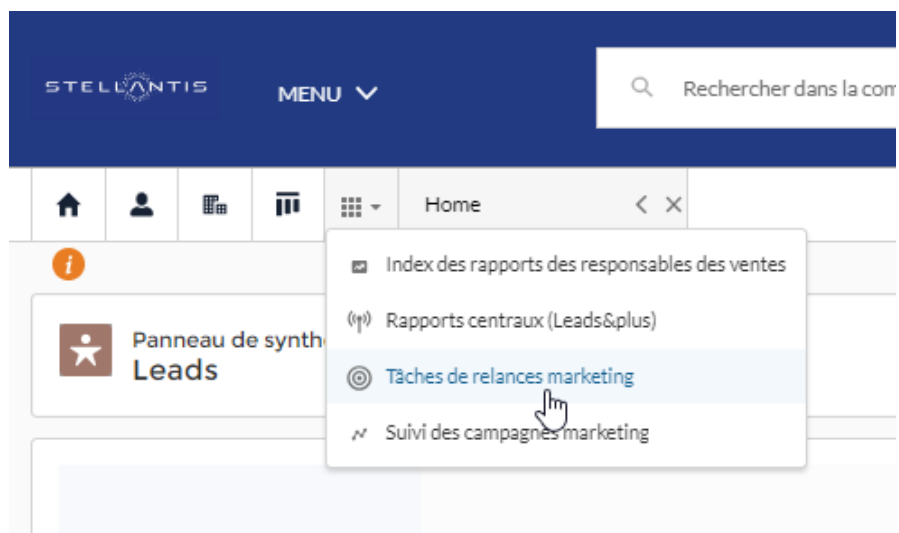 STELLANTIS
MENU
Rechercher dans la com
Home
Index des rapports des responsables des ventes
Rapports centraux (Leads&plus)
Panneau de synth
Leads
Tâches de relances marketing
Suivi des campagnes marketing